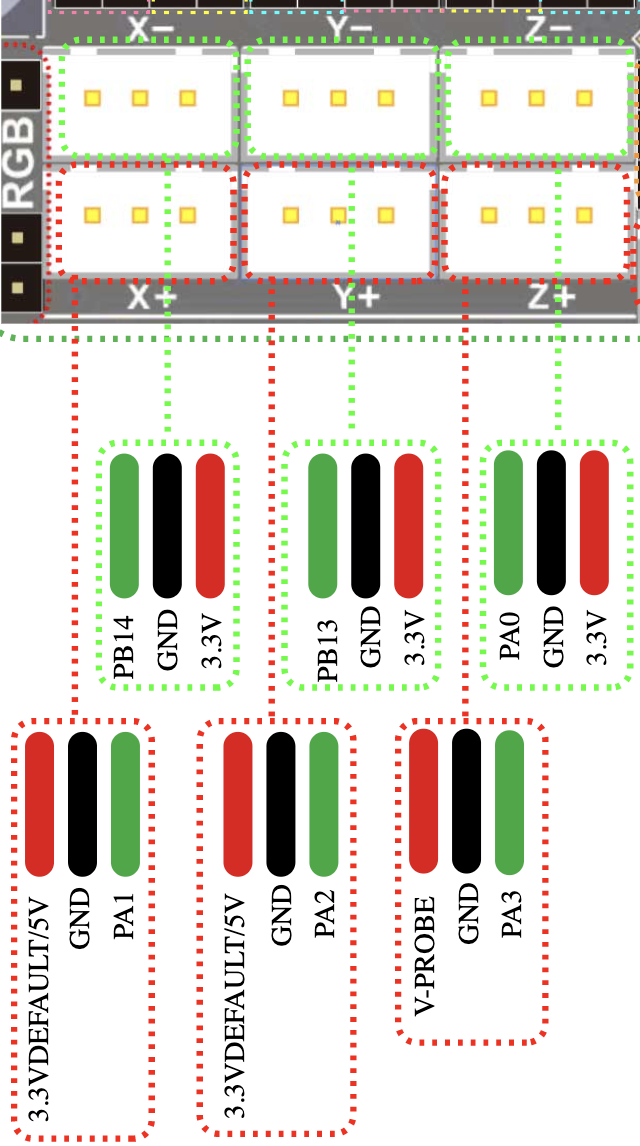 X− Y− Z−
RGB
X+ Y+ Z+
PB14 GND 3.3V
PB13 GND 3.3V
PA0 GND 3.3V
3.3VDEFAULT/5V GND PA1
3.3VDEFAULT/5V GND PA2
V-PROBE GND PA3